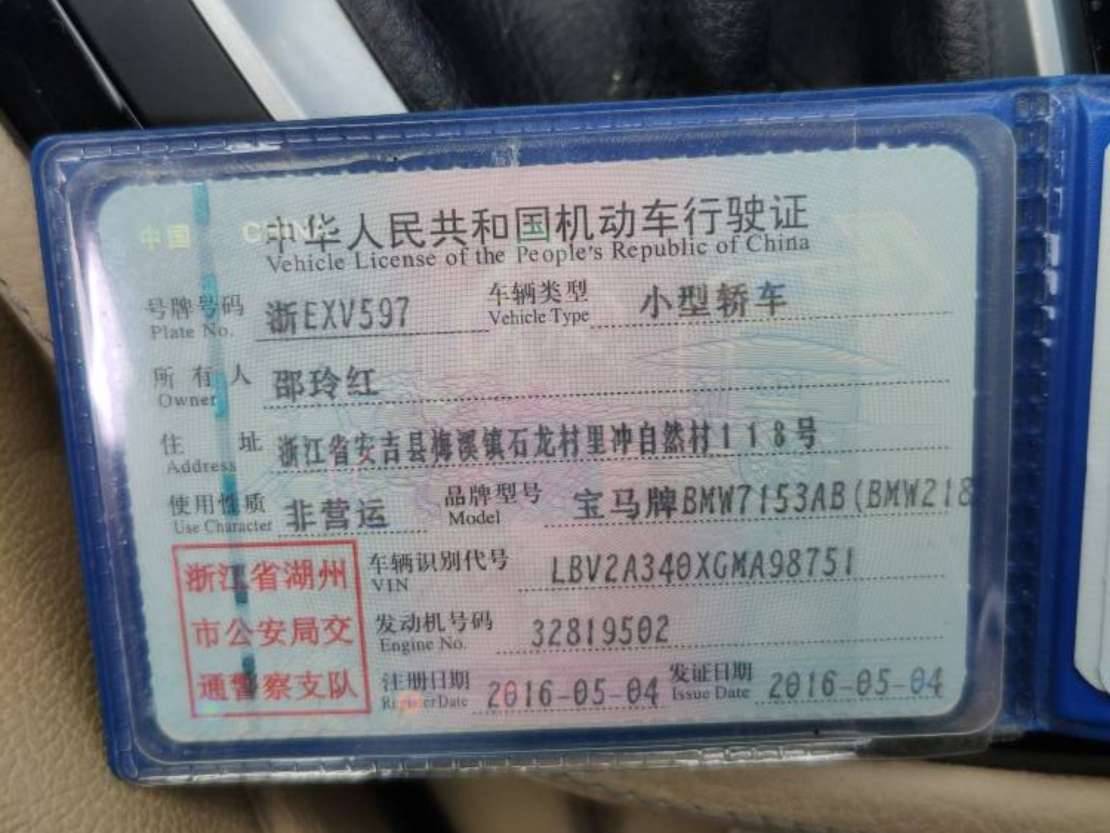 中国 CHINA
中华人民共和国机动车行驶证
Vehicle License of the People's Republic of China
号牌号码 浙EXV597 车辆类型 小型轿车
Plate No. Vehicle Type
所有人 邵玲红
Owner
住址 浙江省安吉县梅溪镇石龙村里冲自然村118号
Address
使用性质 非营运 品牌型号 宝马牌BMW7153AB(BMW218
Use Character Model
浙江省湖州
市公安局交
通警察支队
车辆识别代号 LBV2A340XGMA98751
VIN
发动机号码 32819502
Engine No.
注册日期 2016-05-04 发证日期 2016-05-04
Register Date Issue Date